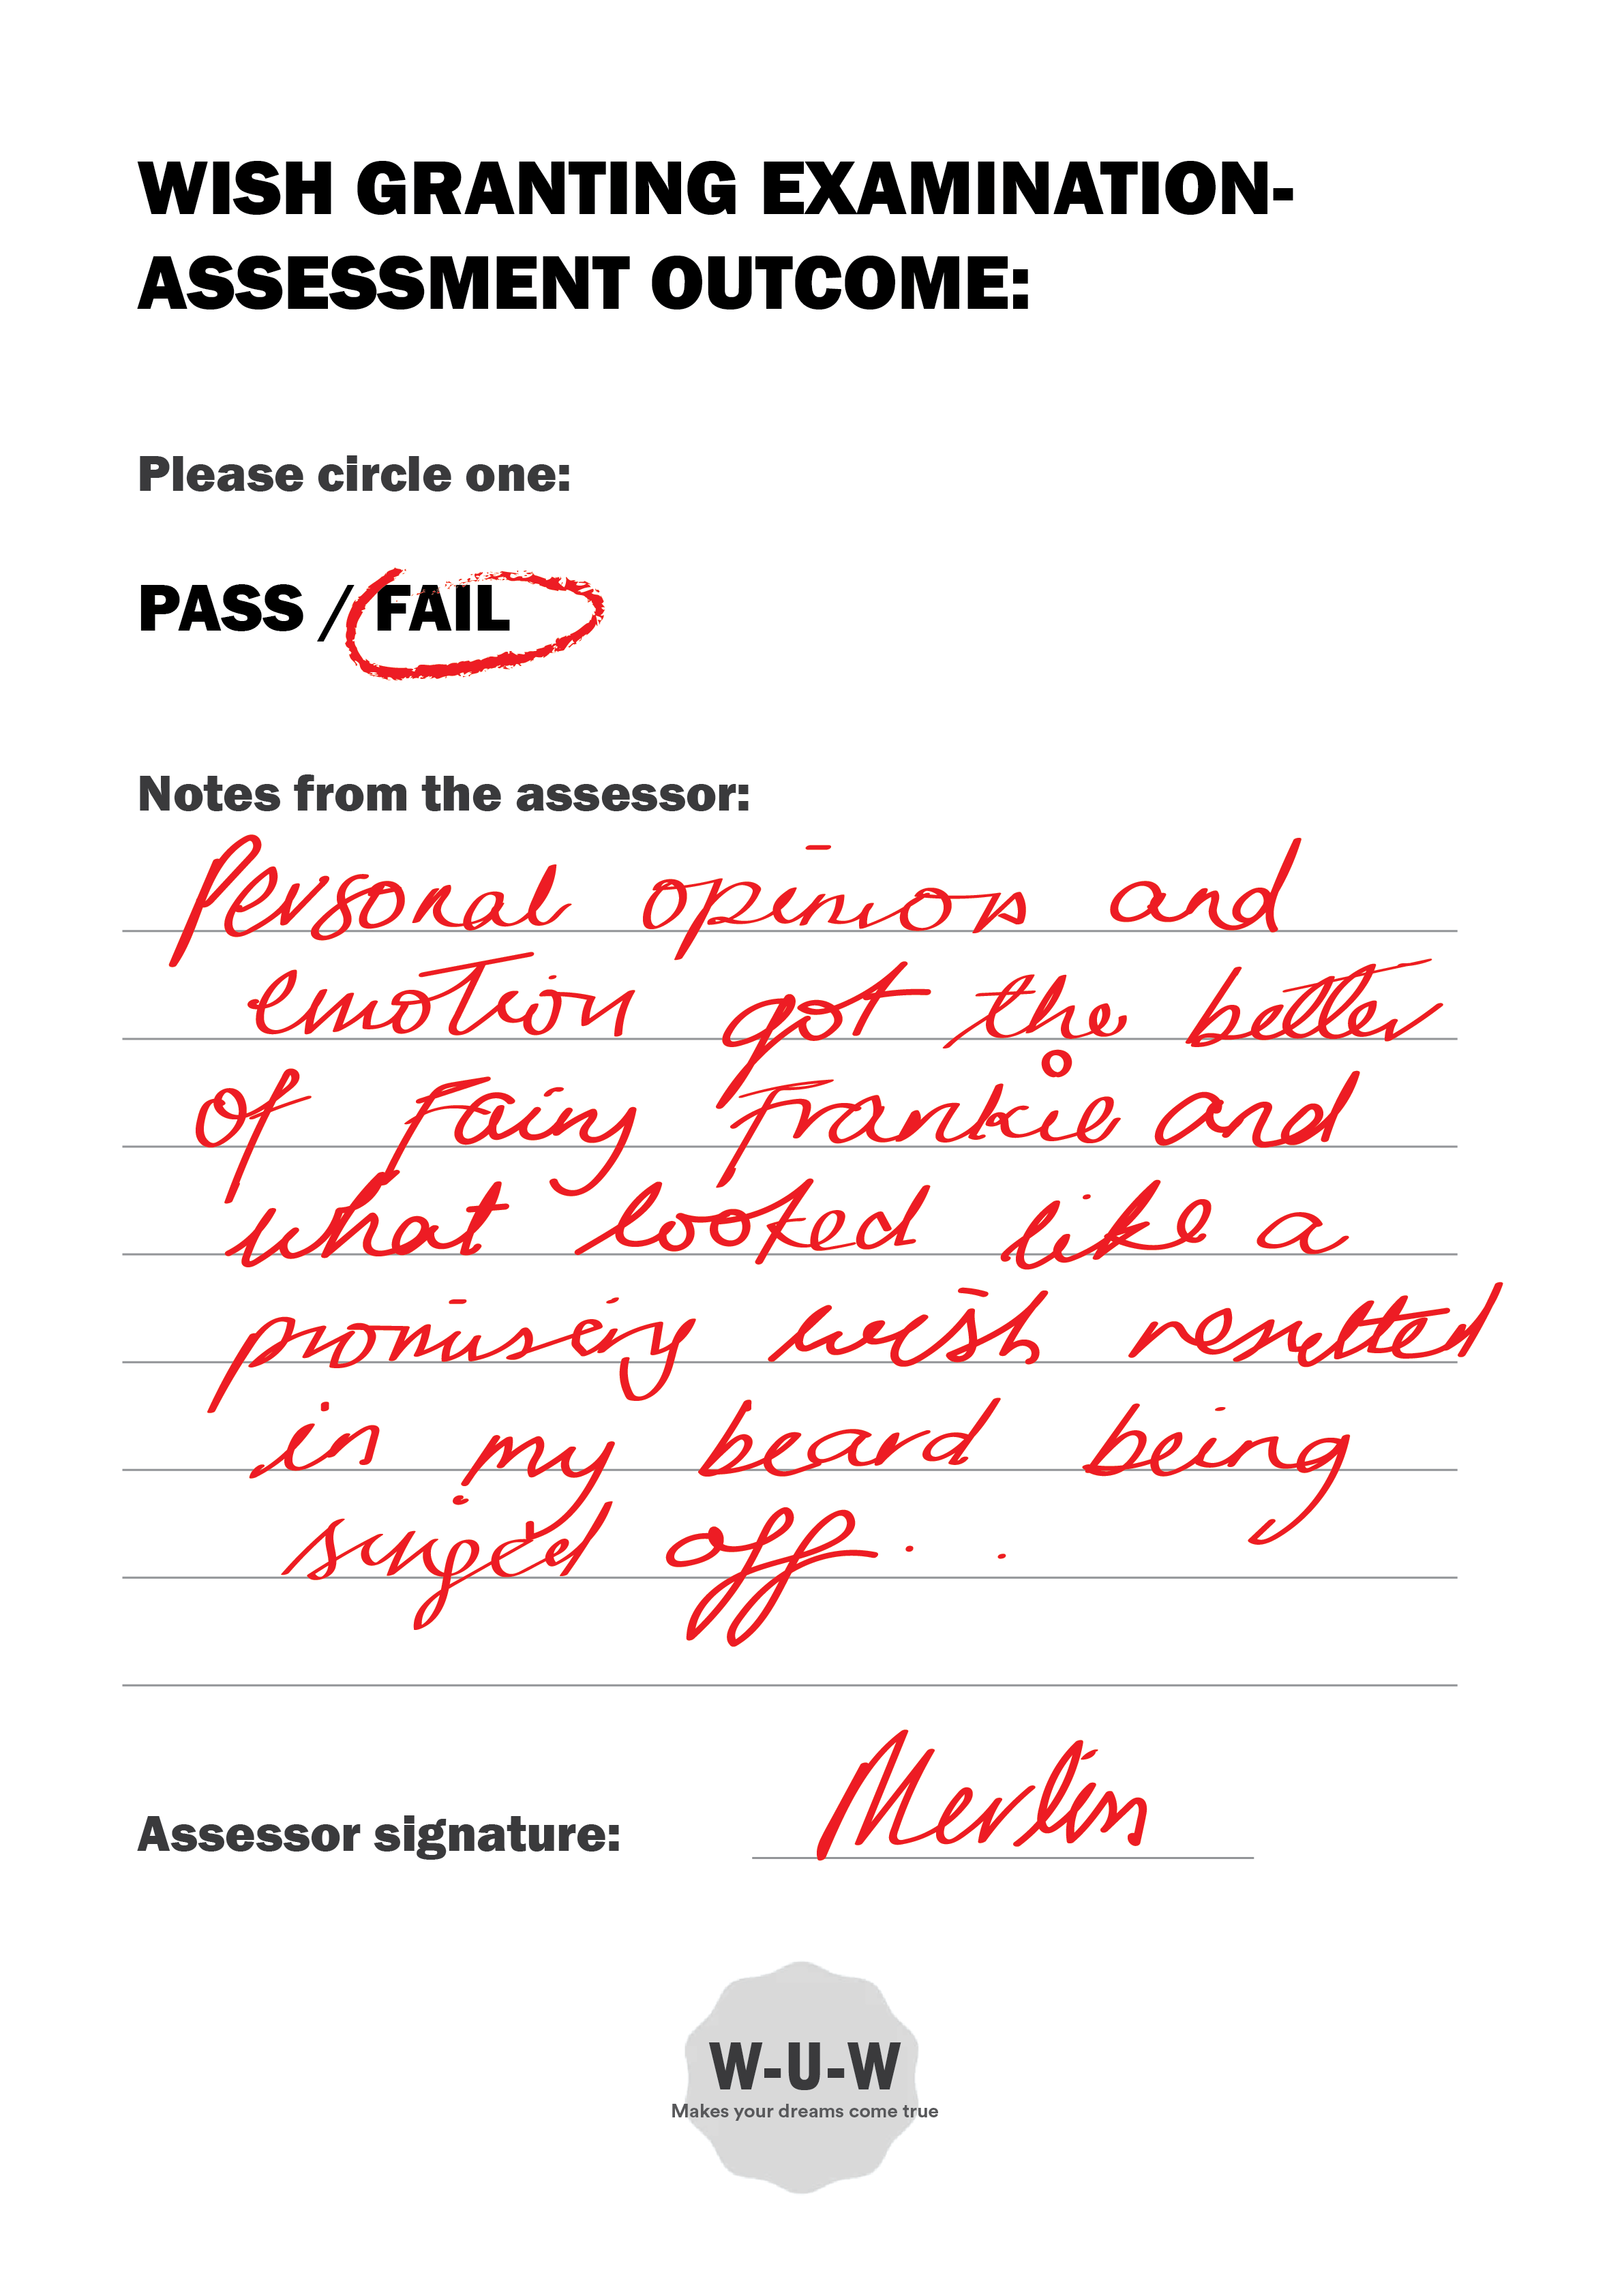 WISH GRANTING EXAMINATION-
ASSESSMENT OUTCOME:
Please circle one:
PASS / FAIL
Notes from the assessor:
Personal opinion and
emotion got the better
of Fairy Frankie and
what looked like a
promising wish resulted
in my beard being
singed off . .
Assessor signature: Merlin
W-U-W
Makes your dreams come true